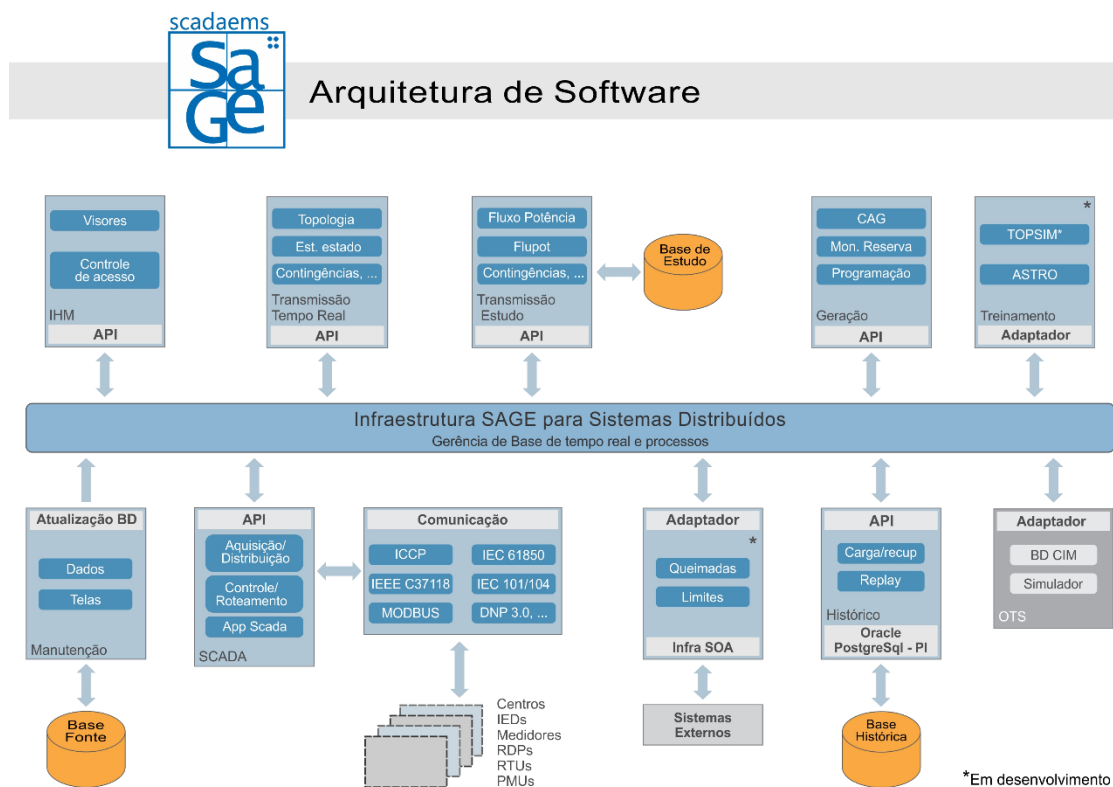 scadaems
SaGe
Arquitetura de Software
Visores
Controle
de acesso
IHM
API
Topologia
Est. estado
Contingências, ...
Transmissão
Tempo Real
API
Fluxo Potência
Flupot
Contingências, ...
Transmissão
Estudo
API
Base de
Estudo
CAG
Mon. Reserva
Programação
Geração
API
*
TOPSIM*
ASTRO
Treinamento
Adaptador
Infraestrutura SAGE para Sistemas Distribuídos
Gerência de Base de tempo real e processos
Atualização BD
Dados
Telas
Manutenção
Base
Fonte
API
Aquisição/
Distribuição
Controle/
Roteamento
App Scada
SCADA
Comunicação
ICCP
IEC 61850
IEEE C37118
IEC 101/104
MODBUS
DNP 3.0, ...
Centros
IEDs
Medidores
RDPs
RTUs
PMUs
Adaptador
*
Queimadas
Limites
Infra SOA
Sistemas
Externos
API
Carga/recup
Replay
Histórico
Oracle
PostgreSql - PI
Base
Histórica
Adaptador
BD CIM
Simulador
OTS
*Em desenvolvimento